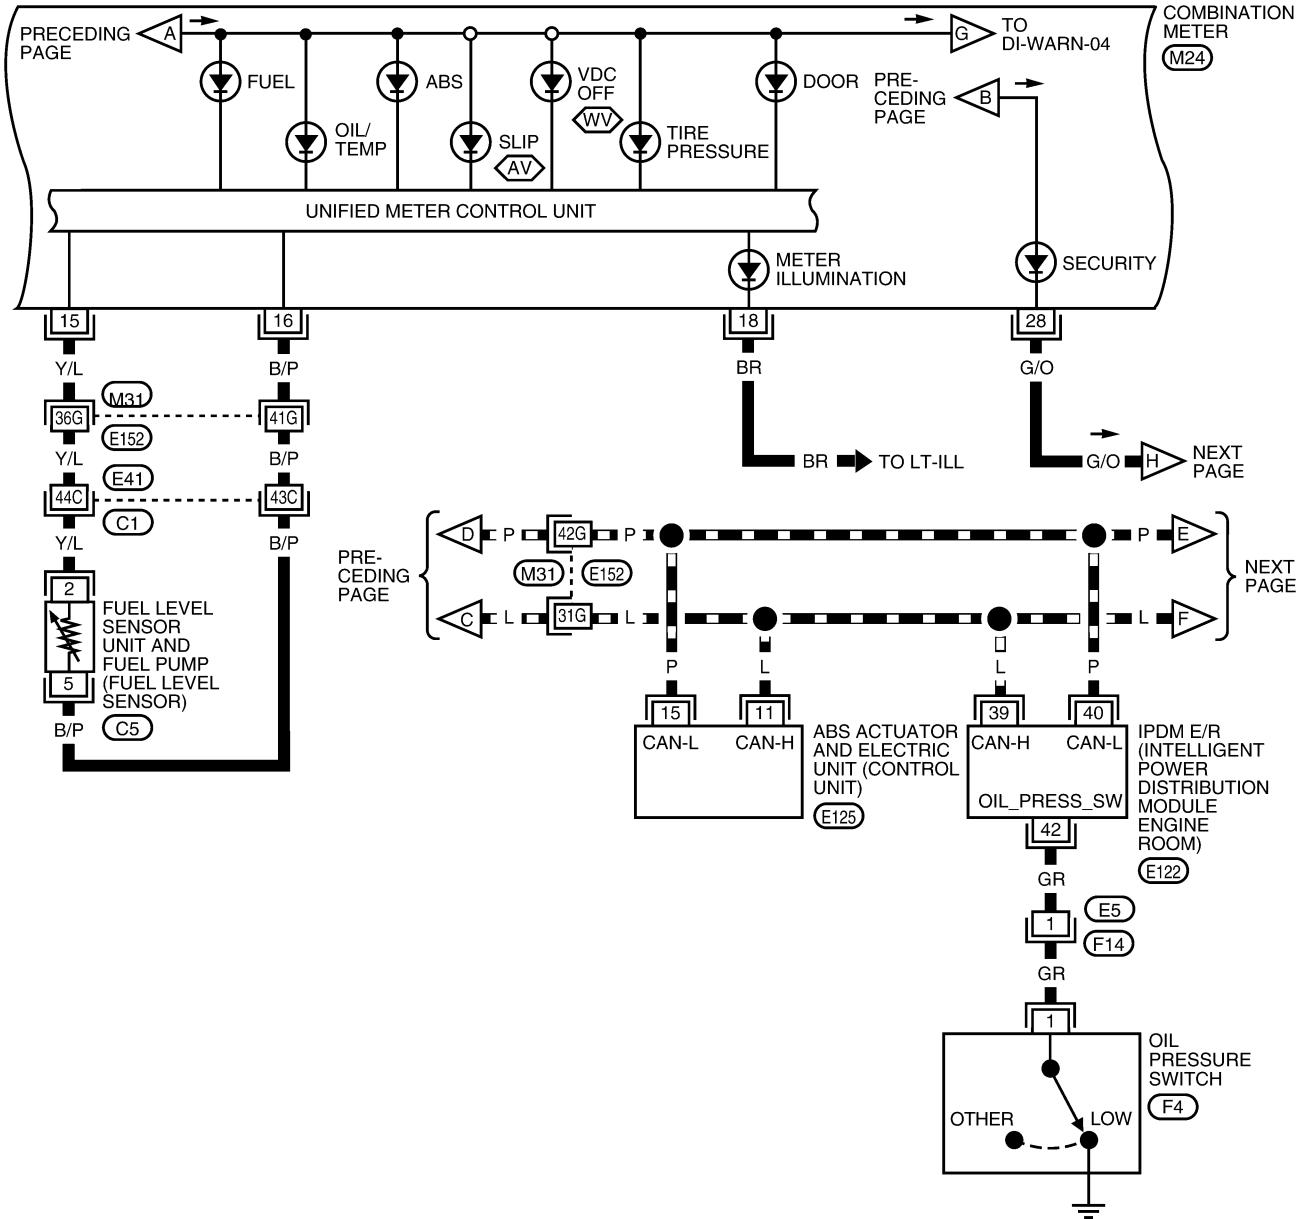 PRECEDING
PAGE
A
G
TO
DI-WARN-04
COMBINATION
METER
M24
FUEL
ABS
VDC
OFF
WV
DOOR
PRE-
CEDING
PAGE
B
OIL/
TEMP
SLIP
AV
TIRE
PRESSURE
UNIFIED METER CONTROL UNIT
METER
ILLUMINATION
SECURITY
15
16
18
28
Y/L
B/P
BR
G/O
M31
36G
41G
E152
Y/L
B/P
BR
TO LT-ILL
G/O
H
NEXT
PAGE
E41
44C
43C
C1
Y/L
B/P
PRE-
CEDING
PAGE
D
P
42G
P
P
E
M31
E152
C
L
31G
L
L
F
NEXT
PAGE
2
5
FUEL LEVEL
SENSOR
UNIT AND
FUEL PUMP
(FUEL LEVEL
SENSOR)
C5
B/P
P
L
L
P
15
11
39
40
CAN-L
CAN-H
ABS ACTUATOR
AND ELECTRIC
UNIT (CONTROL
UNIT)
E125
CAN-H
CAN-L
OIL_PRESS_SW
IPDM E/R
(INTELLIGENT
POWER
DISTRIBUTION
MODULE
ENGINE
ROOM)
E122
42
GR
1
E5
F14
GR
1
OIL
PRESSURE
SWITCH
F4
OTHER
LOW